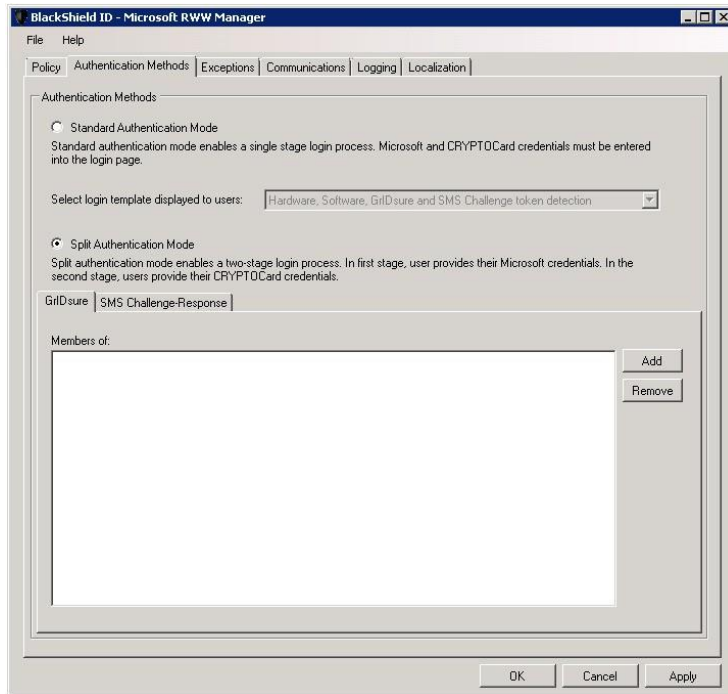 BlackShield ID - Microsoft RWW Manager
File Help
Policy Authentication Methods Exceptions Communications Logging Localization
Authentication Methods
Standard Authentication Mode
Standard authentication mode enables a single stage login process. Microsoft and CRYPTOCard credentials must be entered
into the login page.
Select login template displayed to users: Hardware, Software, GrIDsure and SMS Challenge token detection
Split Authentication Mode
Split authentication mode enables a two-stage login process. In first stage, user provides their Microsoft credentials. In the
second stage, users provide their CRYPTOCard credentials.
GrIDsure SMS Challenge-Response
Members of:
Add
Remove
OK Cancel Apply